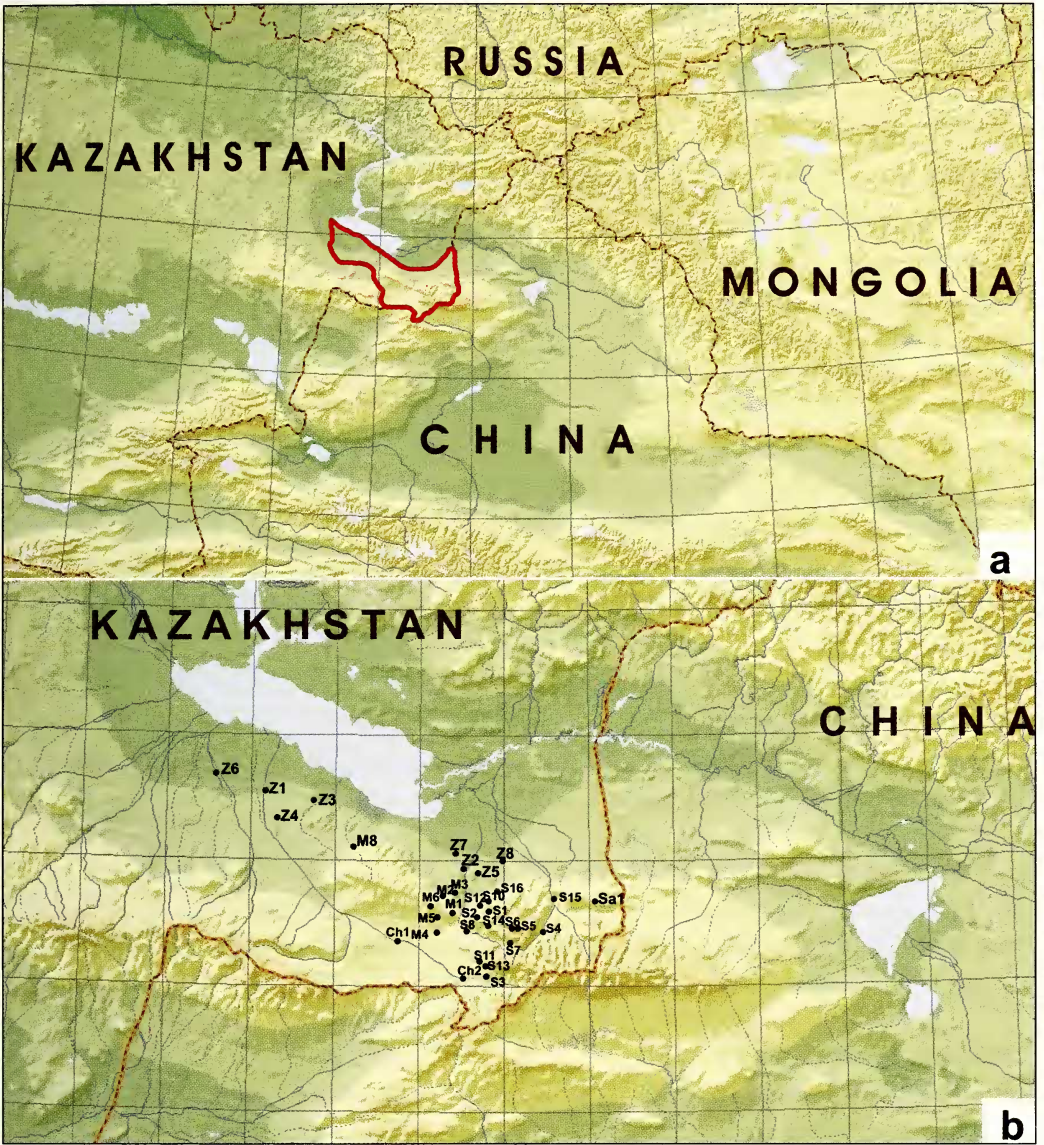 RUSSIA
KAZAKHSTAN
MONGOLIA
CHINA
a
KAZAKHSTAN
CHINA
Z6
Z1
Z3
Z4
M8
Z7
Z8
Z2
Z5
M3
M2
S16
S10
S12
M6
S15
Sa1
M1
S1
S2
M5
S14
S6
S5
S8
S4
M4
Ch1
S7
S11
S13
Ch2
S3
b